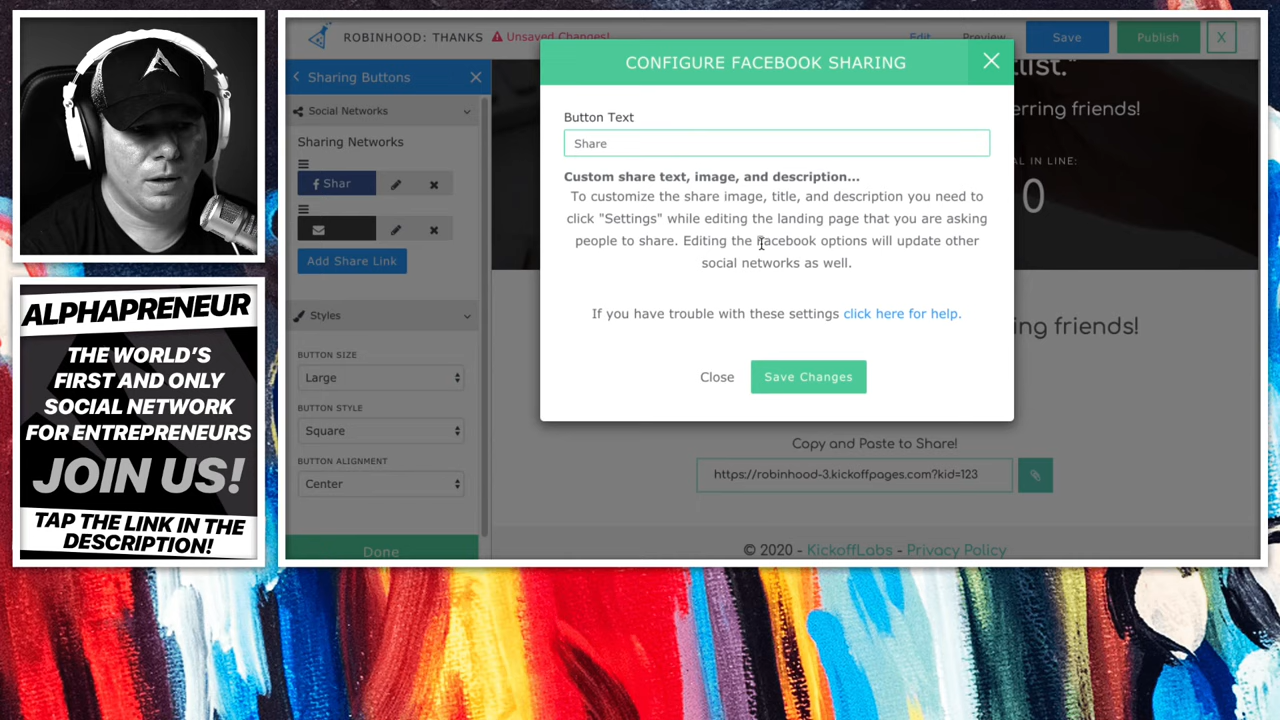 ROBINHOOD: THANKS
Unsaved Changes!
Edit
Preview
Save
Publish
X
Sharing Buttons
Social Networks
Sharing Networks
Shar
Add Share Link
Styles
BUTTON SIZE
Large
BUTTON STYLE
Square
BUTTON ALIGNMENT
Center
Done
CONFIGURE FACEBOOK SHARING
Button Text
Share
Custom share text, image, and description...
To customize the share image, title, and description you need to
click "Settings" while editing the landing page that you are asking
people to share. Editing the Facebook options will update other
social networks as well.
If you have trouble with these settings click here for help.
Close
Save Changes
tlist."
erring friends!
AL IN LINE:
0
ing friends!
Copy and Paste to Share!
https://robinhood-3.kickoffpages.com?kid=123
© 2020 - KickoffLabs - Privacy Policy
ALPHAPRENEUR
THE WORLD'S
FIRST AND ONLY
SOCIAL NETWORK
FOR ENTREPRENEURS
JOIN US!
TAP THE LINK IN THE
DESCRIPTION!